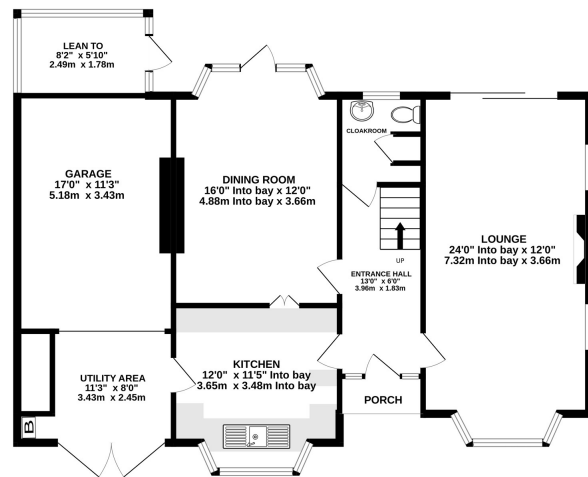 LEAN TO
8'2" x 5'10"
2.49m x 1.78m
GARAGE
17'0" x 11'3"
5.18m x 3.43m
DINING ROOM
16'0" Into bay x 12'0"
4.88m Into bay x 3.66m
CLOAKROOM
LOUNGE
24'0" Into bay x 12'0"
7.32m Into bay x 3.66m
UP
ENTRANCE HALL
13'0" x 6'0"
3.96m x 1.83m
KITCHEN
12'0" x 11'5" Into bay
3.65m x 3.48m Into bay
UTILITY AREA
11'3" x 8'0"
3.43m x 2.45m
PORCH
B